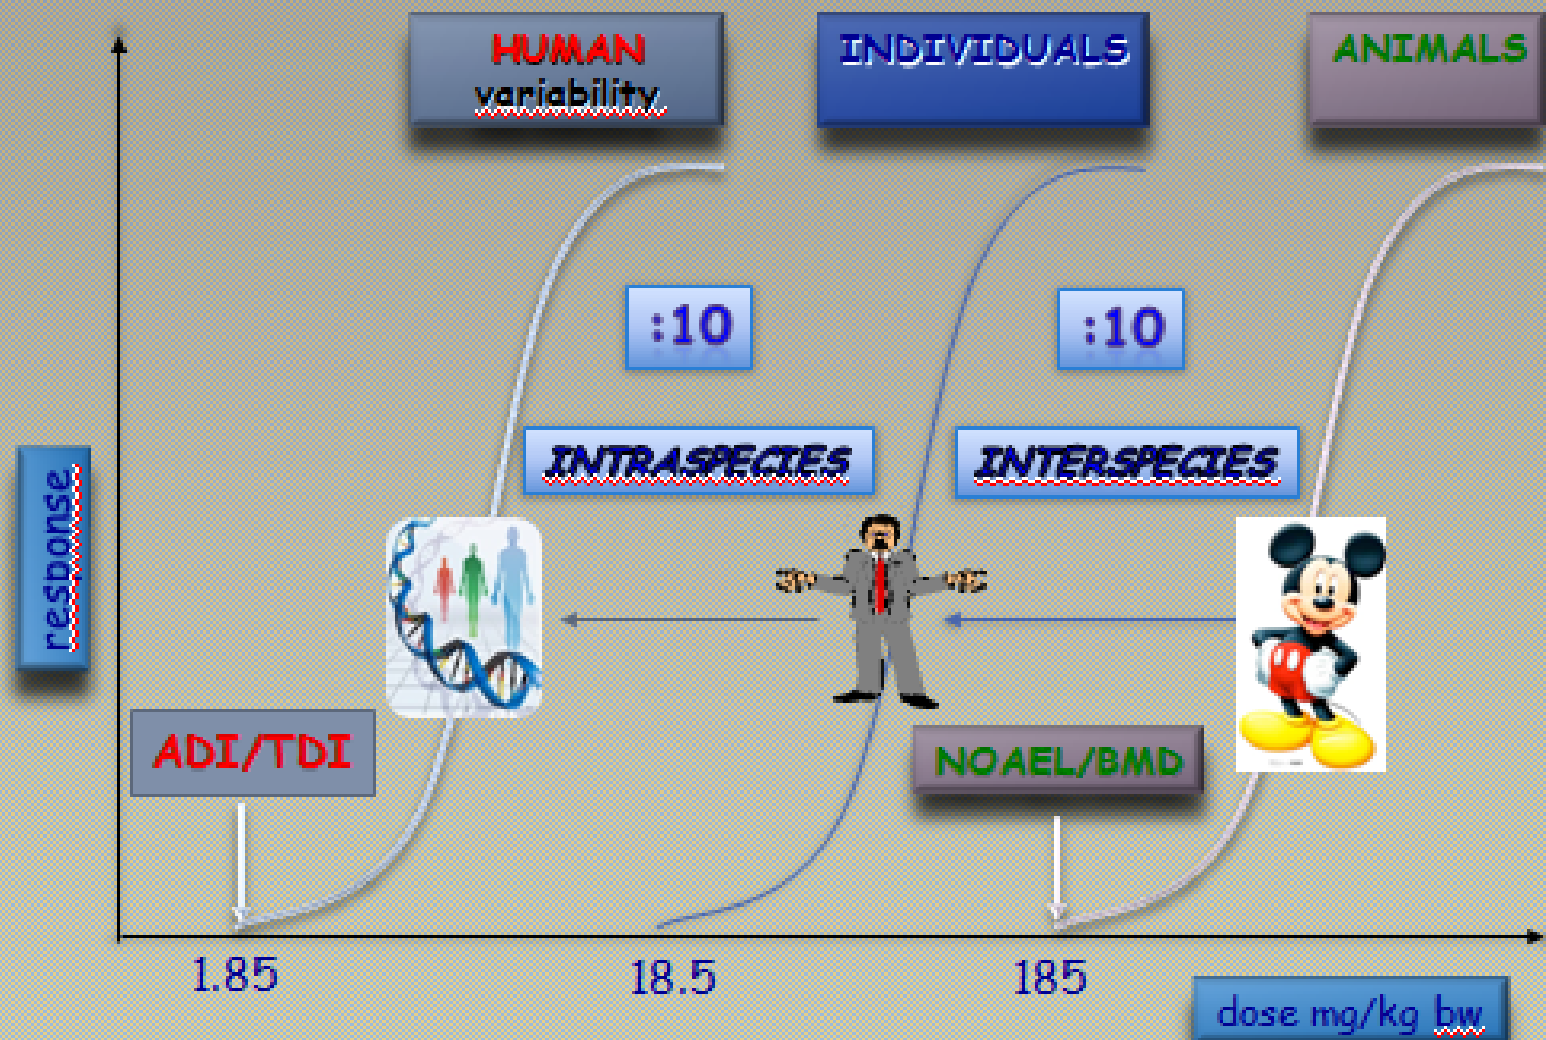 HUMAN
variability
INDIVIDUALS
ANIMALS
:10
:10
INTRASPECIES
INTERSPECIES
response
ADI/TDI
NOAEL/BMD
1.85
18.5
185
dose mg/kg bw